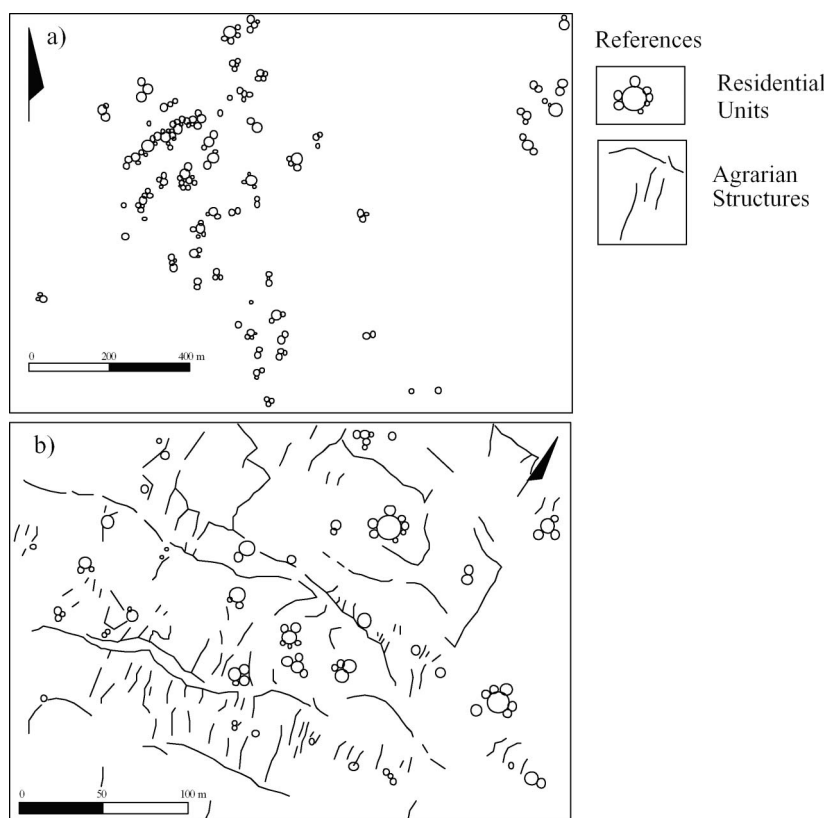 a)
References
Residential
Units
Agrarian
Structures
0 200 400 m
b)
0 50 100 m